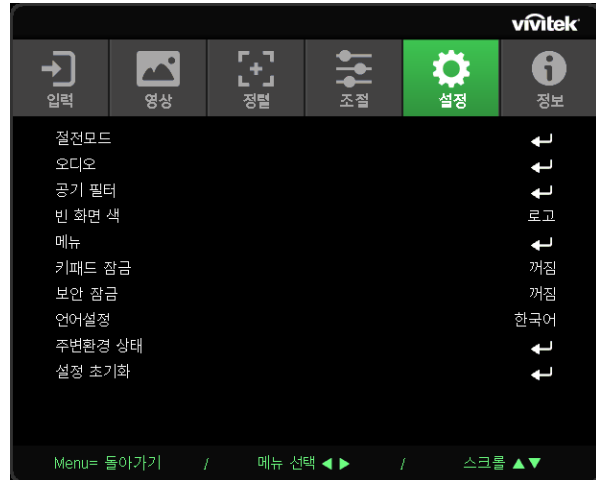 vivitek
입력 영상 정렬 조절 설정 정보
절전모드
오디오
공기 필터
빈 화면 색 로고
메뉴
키패드 잠금 꺼짐
보안 잠금 꺼짐
언어설정 한국어
주변환경 상태
설정 초기화
Menu= 돌아가기 / 메뉴 선택 ◀ ▶ / 스크롤 ▲▼